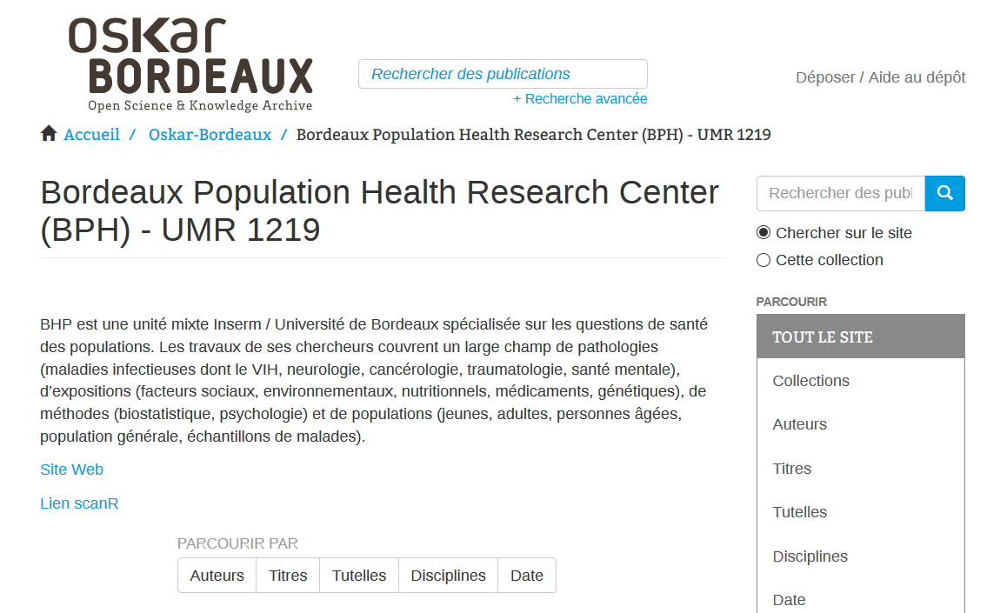 OSKAR
BORDEAUX
Open Science & Knowledge Archive
Rechercher des publications
+ Recherche avancée
Déposer / Aide au dépôt
Accueil / Oskar-Bordeaux / Bordeaux Population Health Research Center (BPH) - UMR 1219
Bordeaux Population Health Research Center
(BPH) - UMR 1219
BHP est une unité mixte Inserm / Université de Bordeaux spécialisée sur les questions de santé
des populations. Les travaux de ses chercheurs couvrent un large champ de pathologies
(maladies infectieuses dont le VIH, neurologie, cancérologie, traumatologie, santé mentale),
d’expositions (facteurs sociaux, environnementaux, nutritionnels, médicaments, génétiques), de
méthodes (biostatistique, psychologie) et de populations (jeunes, adultes, personnes âgées,
population générale, échantillons de malades).
Site Web
Lien scanR
PARCOURIR PAR
Auteurs Titres Tutelles Disciplines Date
Rechercher des publ
Chercher sur le site
Cette collection
PARCOURIR
TOUT LE SITE
Collections
Auteurs
Titres
Tutelles
Disciplines
Date